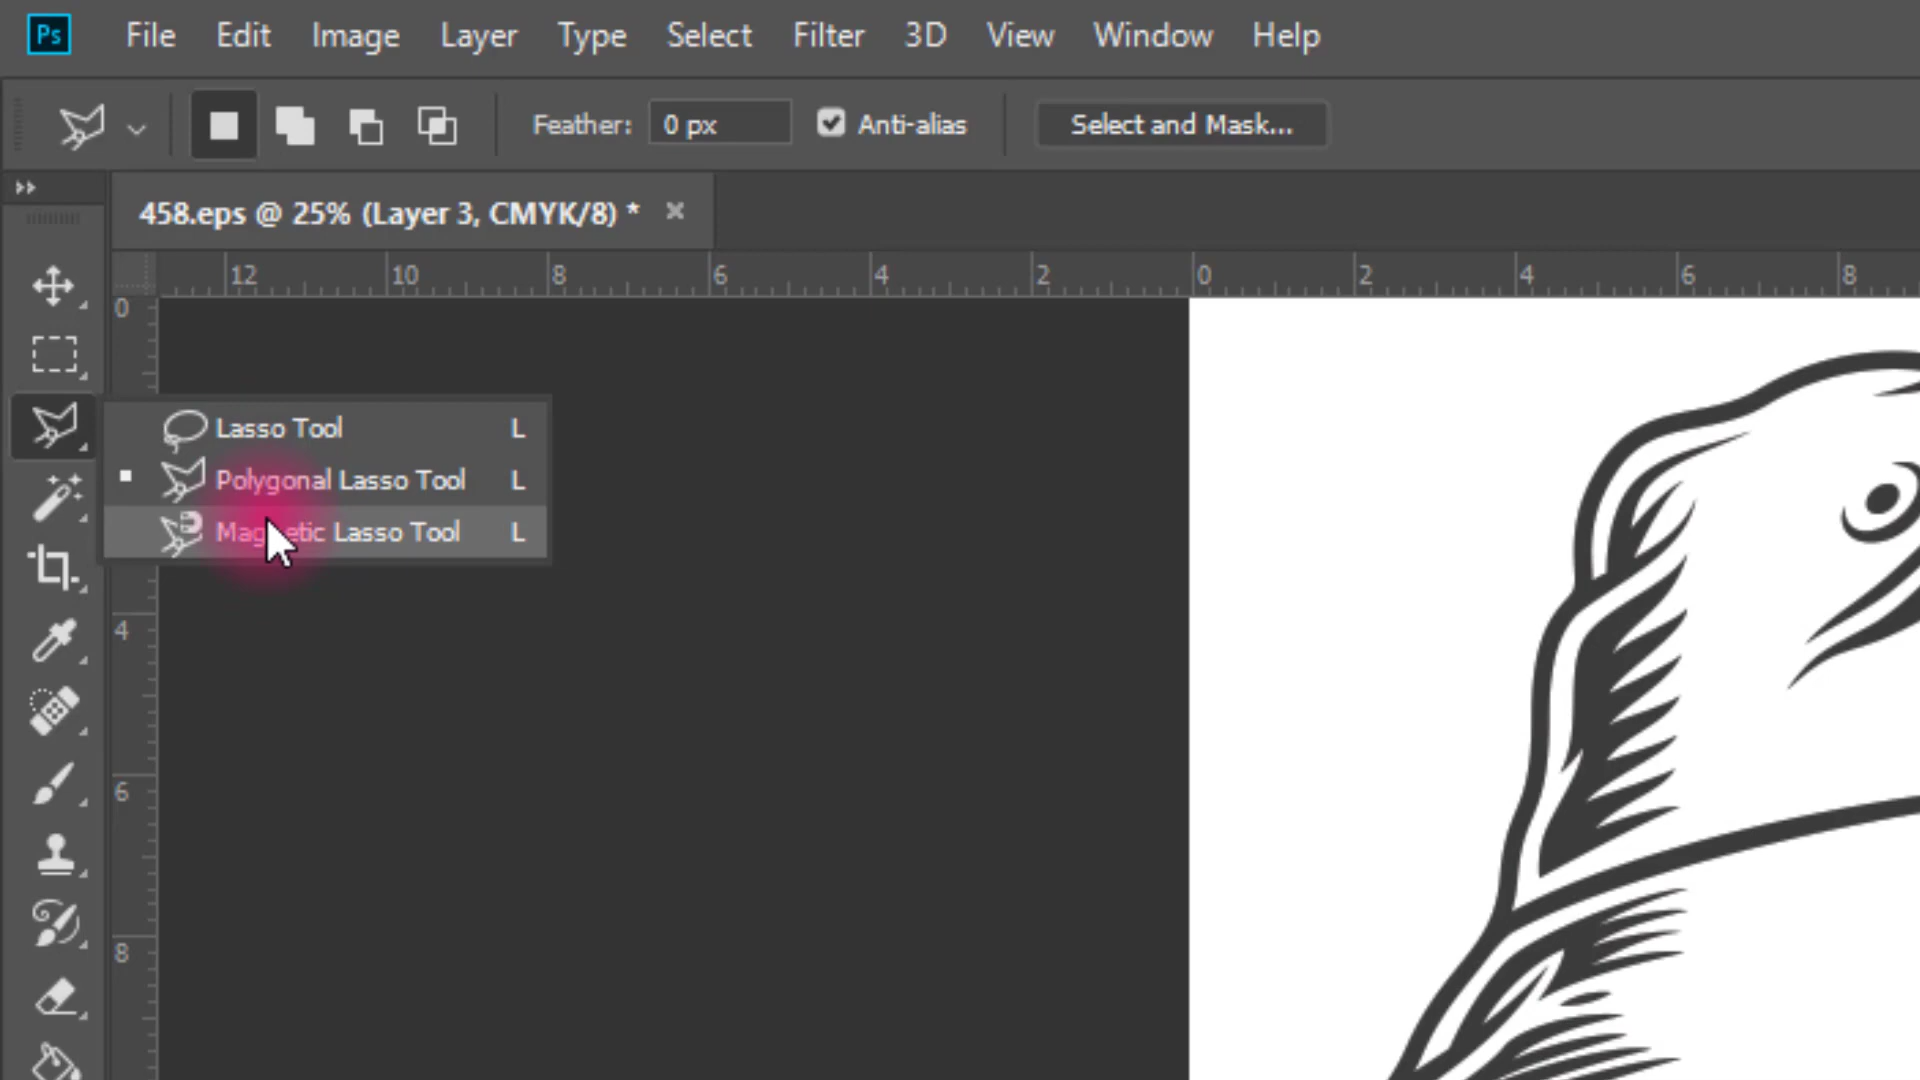 Ps File Edit Image Layer Type Select Filter 3D View Window Help
Feather: 0 px Anti-alias Select and Mask...
458.eps @ 25% (Layer 3, CMYK/8) * ×
12 10 8 6 4 2 0 2 4 6 8
0
Lasso Tool L
Polygonal Lasso Tool L
Magnetic Lasso Tool L
4
6
8